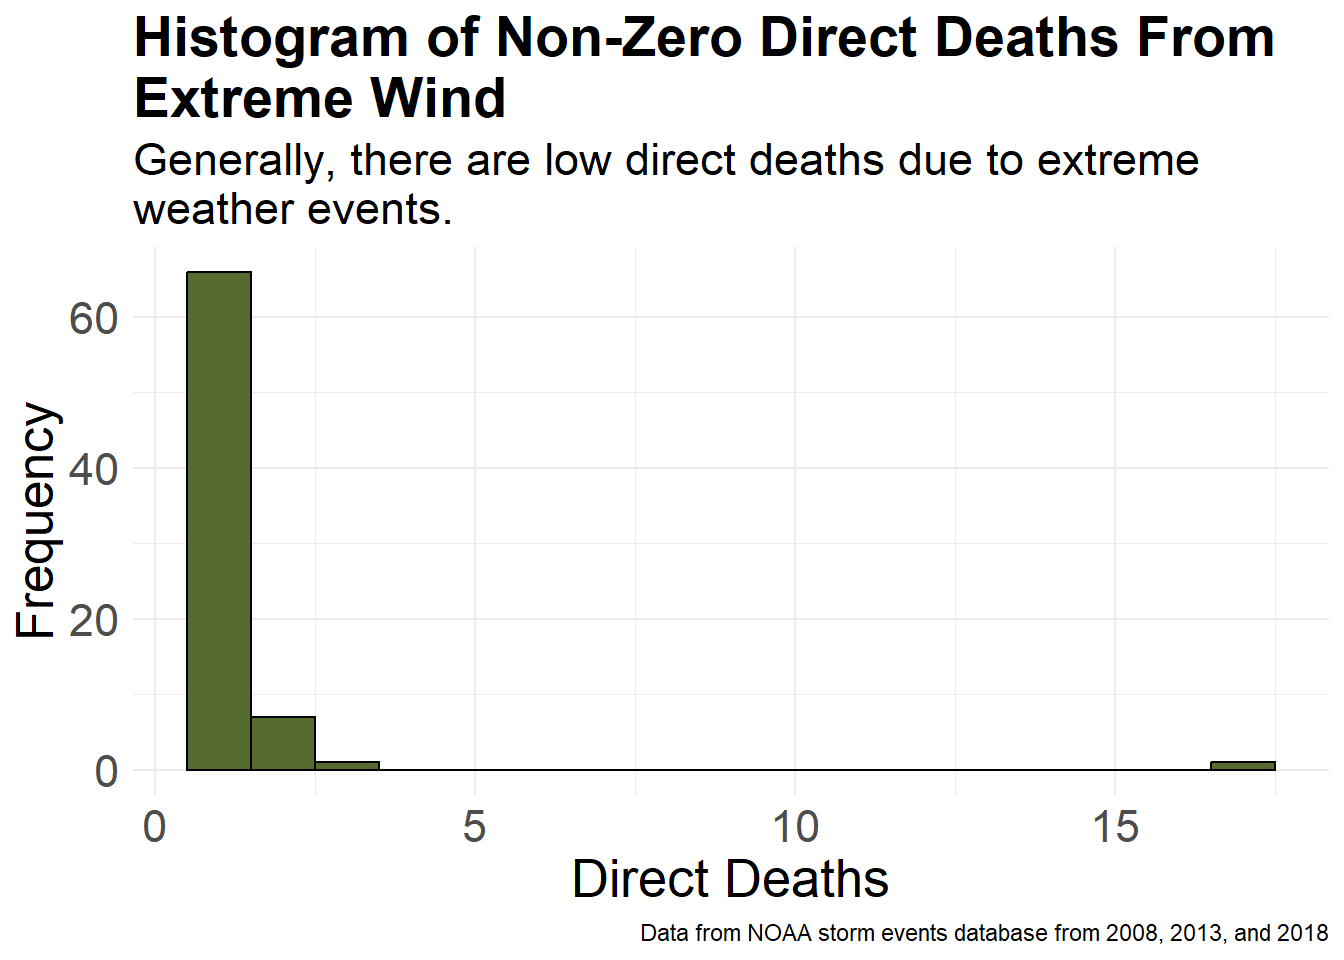 Histogram of Non-Zero Direct Deaths From
Extreme Wind
Generally, there are low direct deaths due to extreme
weather events.
Frequency
60
40
20
0
0 5 10 15
Direct Deaths
Data from NOAA storm events database from 2008, 2013, and 2018